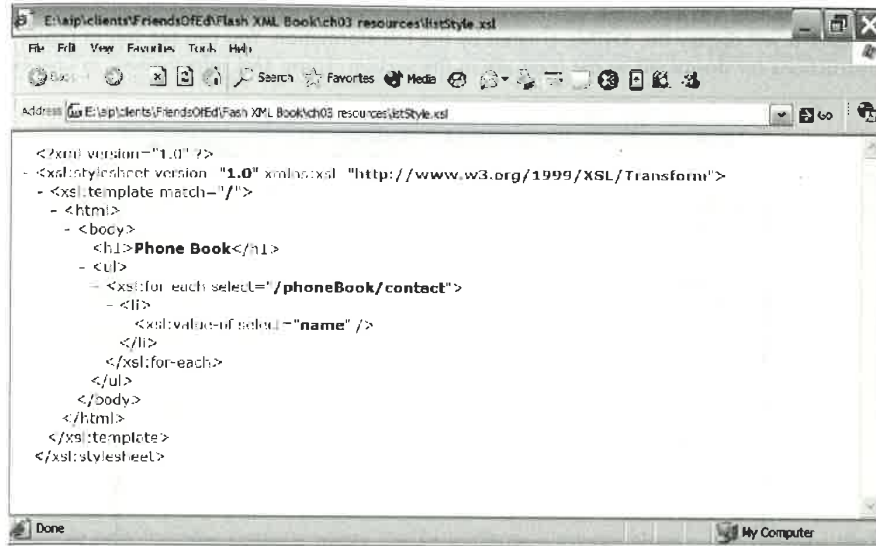 E:\aip\clients\FriendsOfEd\Flash XML Book\ch03 resources\listStyle.xsl
File Edit View Favorites Tools Help
Back Search Favorites Media
Address E:\aip\clients\FriendsOfEd\Flash XML Book\ch03 resources\listStyle.xsl Go
<?xml version="1.0" ?>
- <xsl:stylesheet version="1.0" xmlns:xsl="http://www.w3.org/1999/XSL/Transform">
- <xsl:template match="/">
- <html>
- <body>
<h1>Phone Book</h1>
- <ul>
- <xsl:for-each select="/phoneBook/contact">
- <li>
<xsl:value-of select="name" />
</li>
</xsl:for-each>
</ul>
</body>
</html>
</xsl:template>
</xsl:stylesheet>
Done My Computer